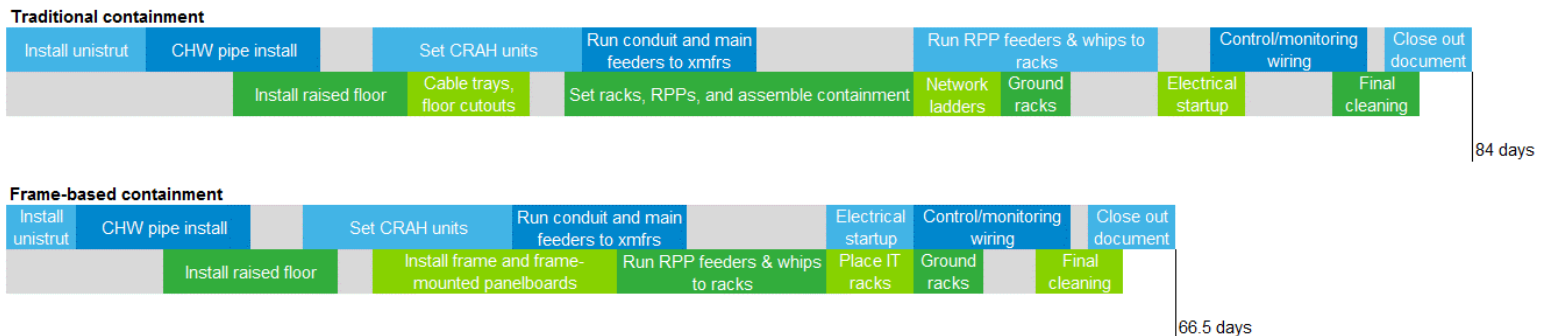 Traditional containment
Install unistrut
CHW pipe install
Set CRAH units
Run conduit and main
feeders to xmfrs
Run RPP feeders & whips to
racks
Control/monitoring
wiring
Close out
document
Install raised floor
Cable trays,
floor cutouts
Set racks, RPPs, and assemble containment
Network
ladders
Ground
racks
Electrical
startup
Final
cleaning
84 days
Frame-based containment
Install
unistrut
CHW pipe install
Set CRAH units
Run conduit and main
feeders to xmfrs
Electrical
startup
Control/monitoring
wiring
Close out
document
Install raised floor
Install frame and frame-
mounted panelboards
Run RPP feeders & whips
to racks
Place IT
racks
Ground
racks
Final
cleaning
66.5 days